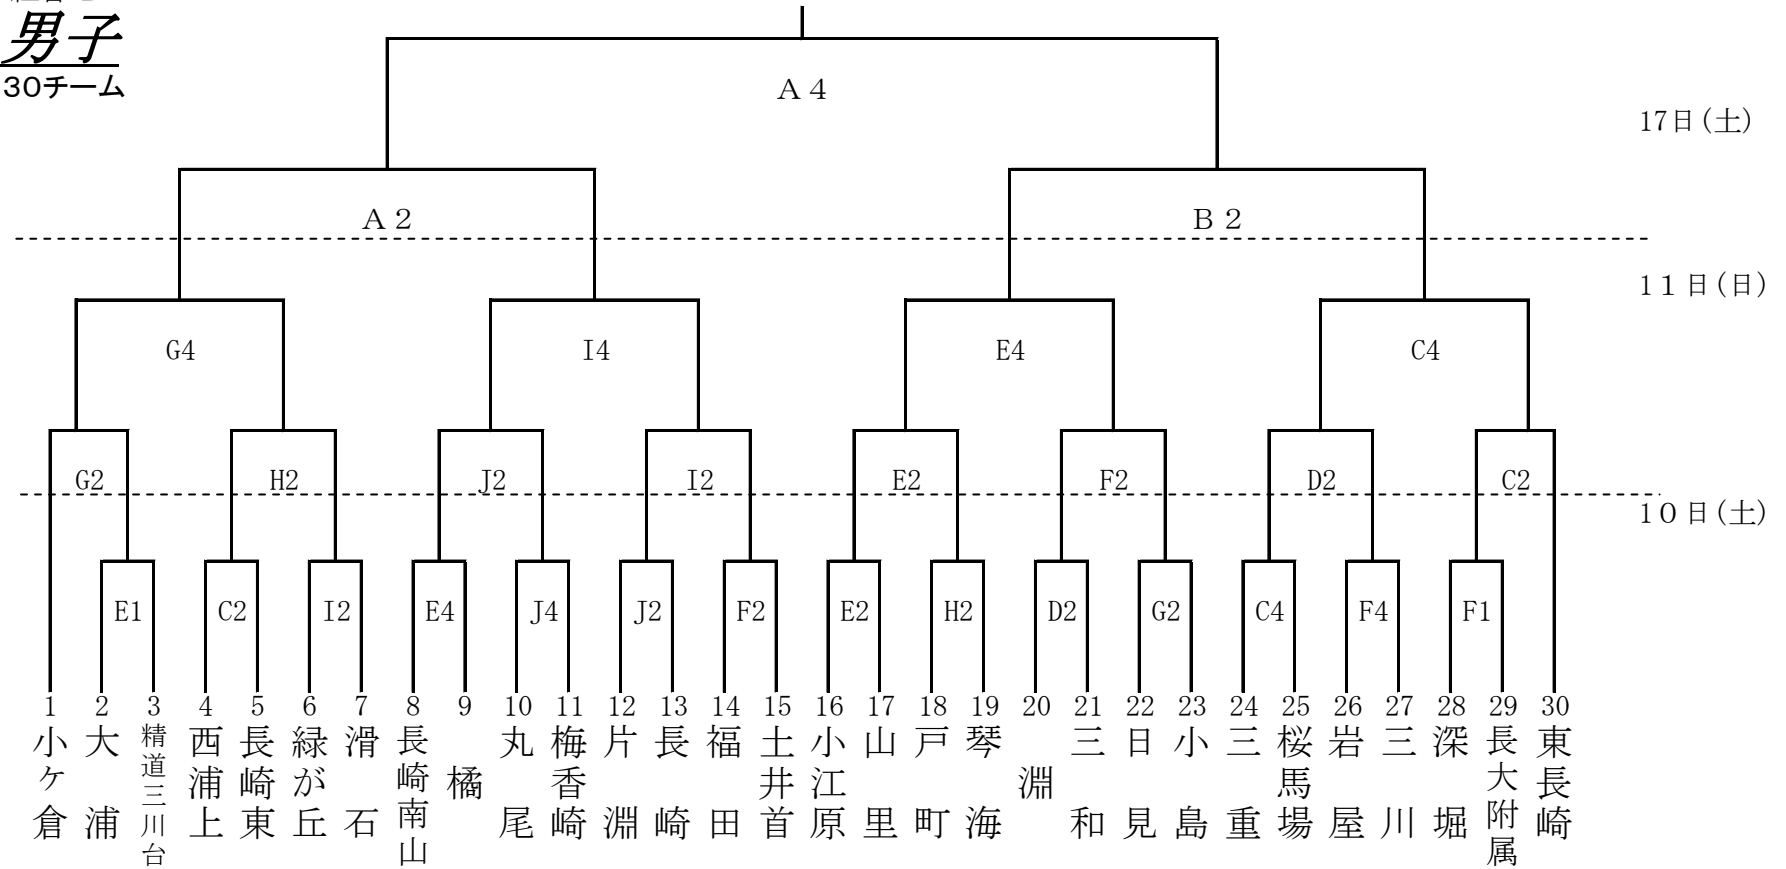 男子
30チーム
Ａ４
17日(土)
Ａ２
Ｂ２
１１日(日)
G4
I4
E4
C4
G2
H2
J2
I2
E2
F2
D2
C2
１０日(土)
E1
C2
I2
E4
J4
J2
F2
E2
H2
D2
G2
C4
F4
F1
1
2
3
4
5
6
7
8
9
10
11
12
13
14
15
16
17
18
19
20
21
22
23
24
25
26
27
28
29
30
小ケ倉
大浦
精道三川台
西浦上
長崎東
緑が丘
滑石
長崎南山
橘
丸尾
梅香崎
片淵
長崎
福田
土井首
小江原
山里
戸町
琴海
淵
三和
日見
小島
三重
桜馬場
岩屋
三川
深堀
長大附属
東長崎